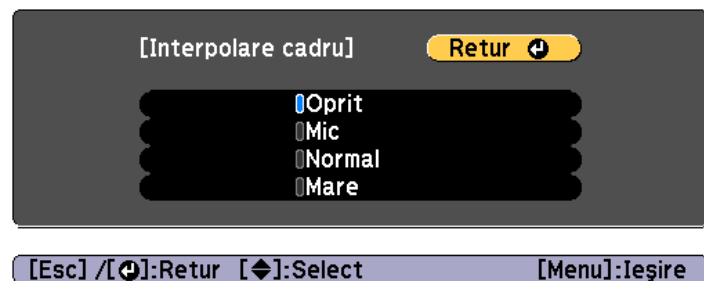 [Interpolare cadru] Retur
Oprit
Mic
Normal
Mare
[Esc] /[⏎]:Retur [◆]:Select [Menu]:Ieşire